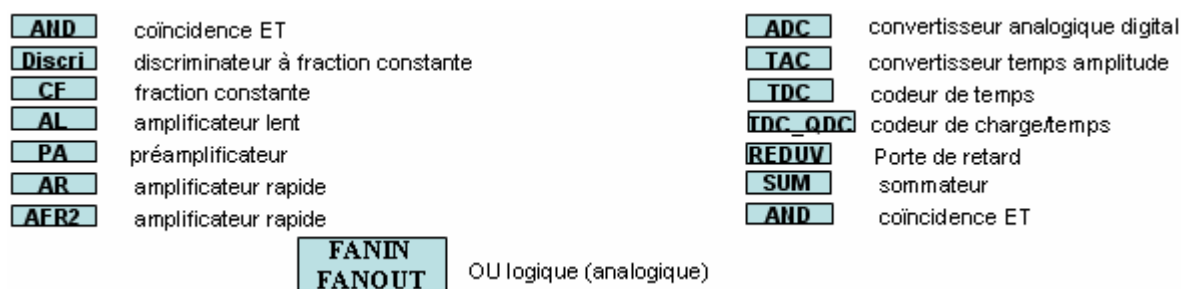 AND coïncidence ET
Discri discriminateur à fraction constante
CF fraction constante
AL amplificateur lent
PA préamplificateur
AR amplificateur rapide
AFR2 amplificateur rapide
ADC convertisseur analogique digital
TAC convertisseur temps amplitude
TDC codeur de temps
TDC_QDC codeur de charge/temps
REDUV Porte de retard
SUM sommateur
AND coïncidence ET
FANIN
FANOUT OU logique (analogique)